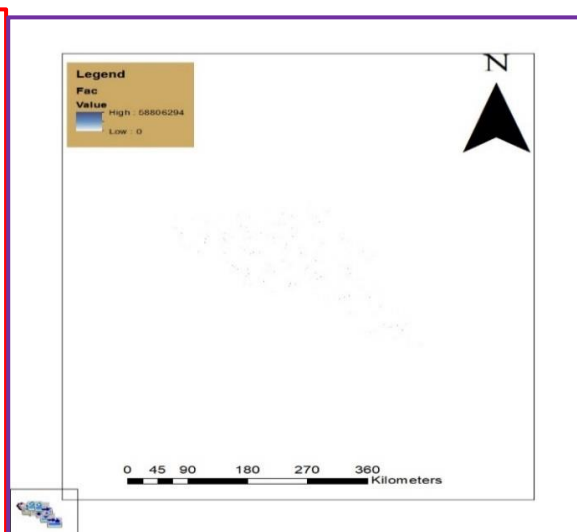 N
Legend
Fac
Value
High : 58806294
Low : 0
0 45 90 180 270 360
Kilometers